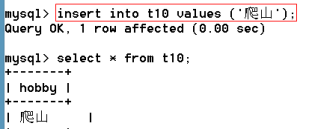 mysql> insert into t10 values ('爬山');
Query OK, 1 row affected (0.00 sec)
mysql> select * from t10;
+-------+
| hobby |
+-------+
| 爬山 |